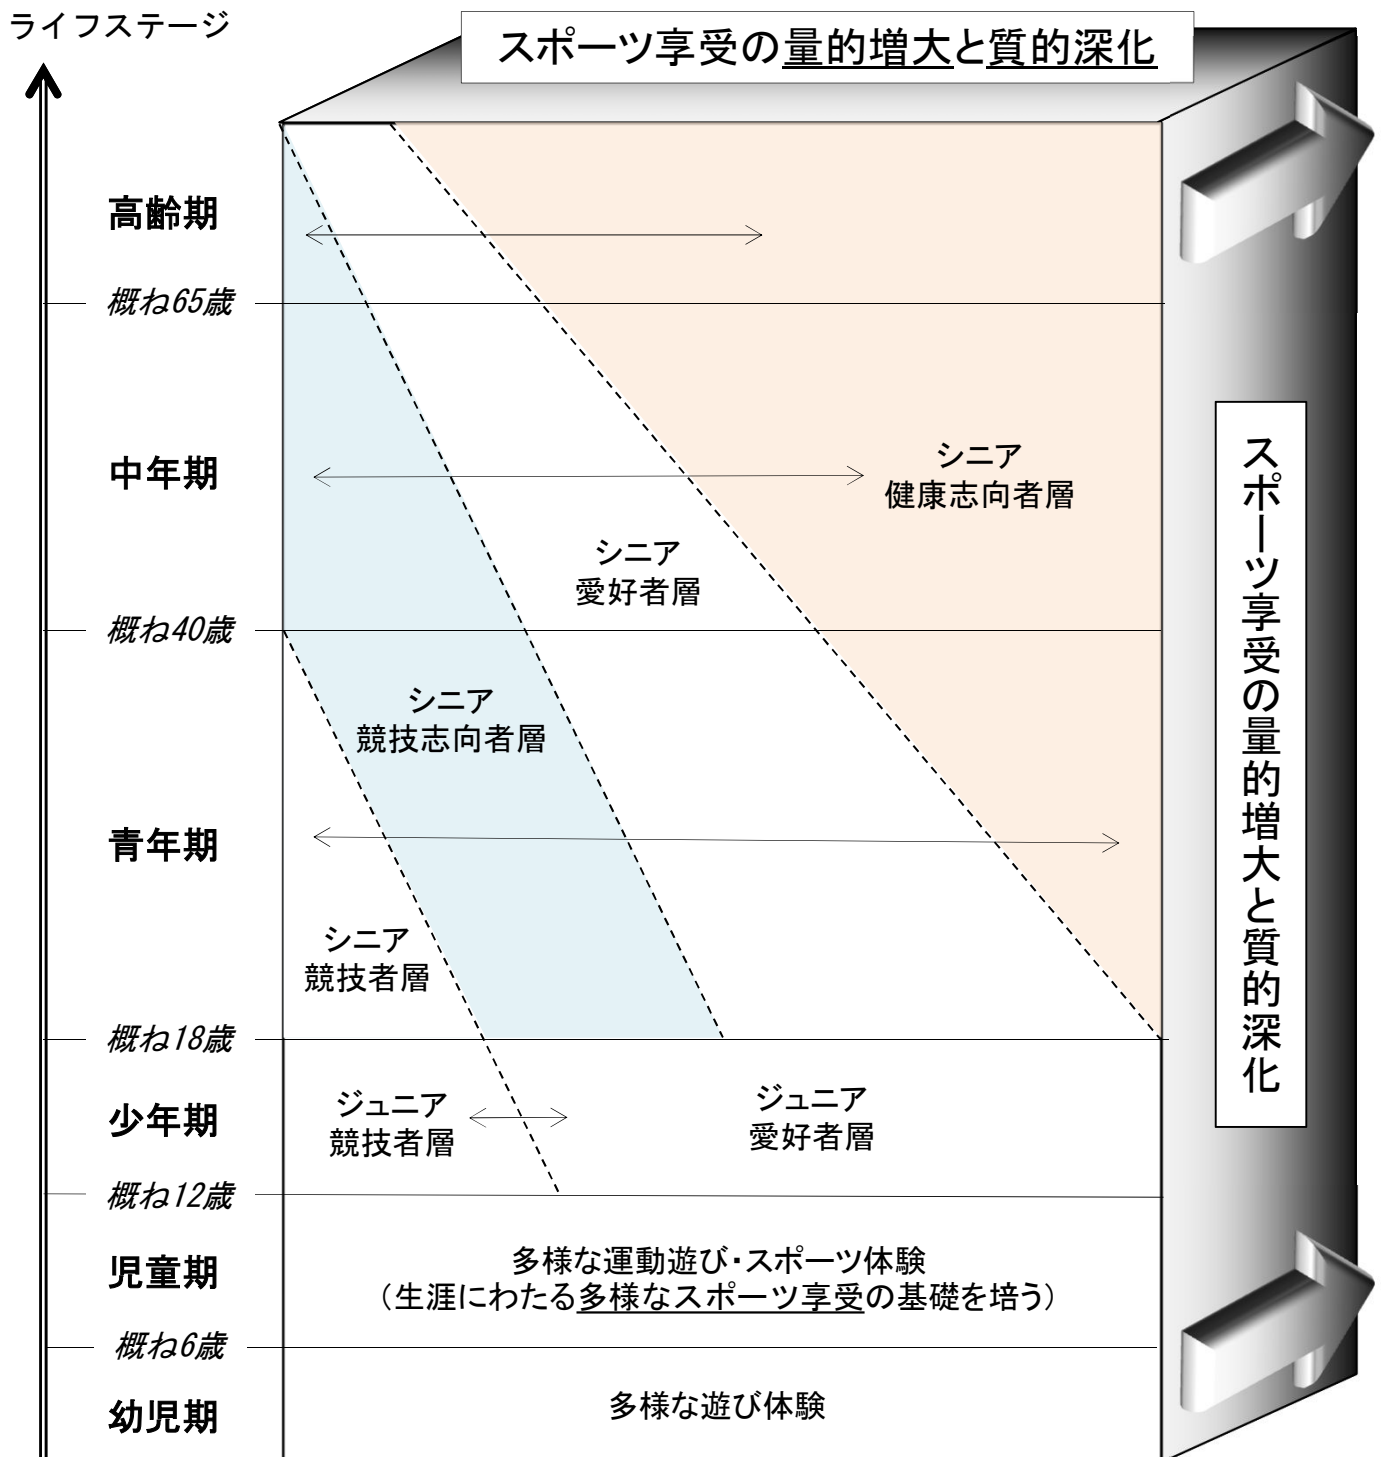 ライフステージ
スポーツ享受の量的増大と質的深化
高齢期
概ね65歳
中年期
シニア
健康志向者層
シニア
愛好者層
概ね40歳
シニア
競技志向者層
青年期
シニア
競技者層
概ね18歳
少年期
ジュニア
競技者層
ジュニア
愛好者層
概ね12歳
児童期
多様な運動遊び・スポーツ体験
（生涯にわたる多様なスポーツ享受の基礎を培う）
概ね6歳
幼児期
多様な遊び体験
スポーツ享受の量的増大と質的深化